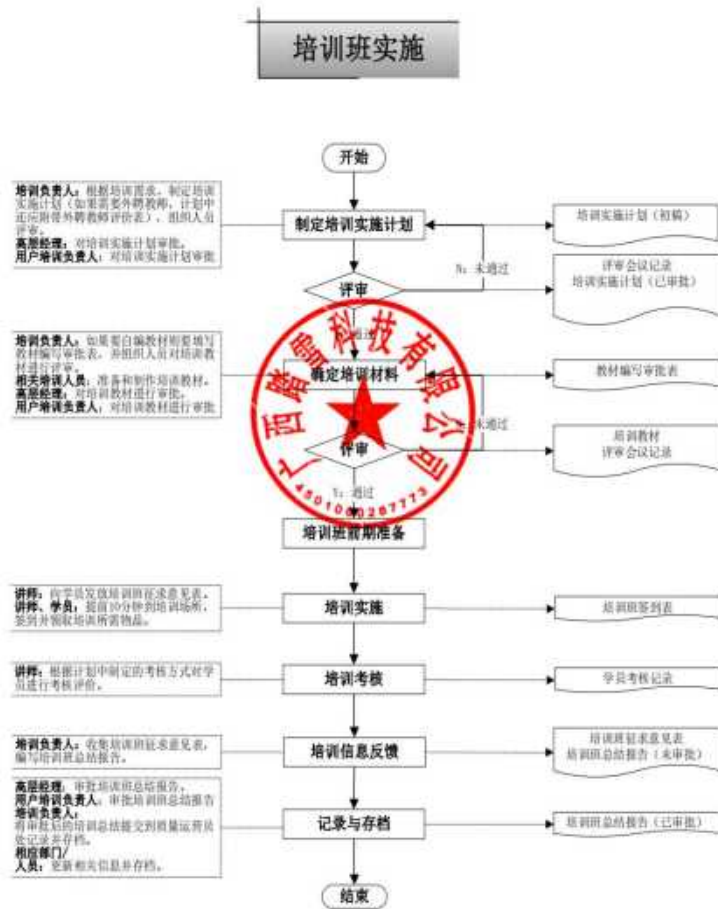 培训班实施
开始
培训负责人：根据培训需求，制定培训
实施计划（如果需要外聘教师，计划中
还应附带外聘教师评价表），组织人员
评审。
高层经理：对培训实施计划审批。
用户培训负责人：对培训实施计划审批
制定培训实施计划
培训实施计划（初稿）
N：未通过
评审
评审会议记录
培训实施计划（已审批）
通过
培训负责人：如果要自编教材则要填写
教材编写审批表，并组织人员对培训教
材进行评审。
相关培训人员：准备和制作培训教材。
高层经理：对培训教材进行审批。
用户培训负责人：对培训教材进行审批
确定培训材料
教材编写审批表
未通过
评审
培训教材
评审会议记录
Y：通过
广西踏雪科技有限公司
培训班前期准备
讲师：向学员发放培训班征求意见表。
讲师、学员：提前10分钟到培训场所，
签到并领取培训所需物品。
培训实施
培训班签到表
讲师：根据计划中制定的考核方式对学
员进行考核评价。
培训考核
学员考核记录
培训负责人：收集培训班征求意见表，
编写培训班总结报告。
培训信息反馈
培训班征求意见表
培训班总结报告（未审批）
高层经理：审批培训班总结报告。
用户培训负责人：审批培训班总结报告
培训负责人：
将审批后的培训总结提交到质量运营员
处记录并存档。
相应部门/
人员：更新相关信息并存档。
记录与存档
培训班总结报告（已审批）
结束